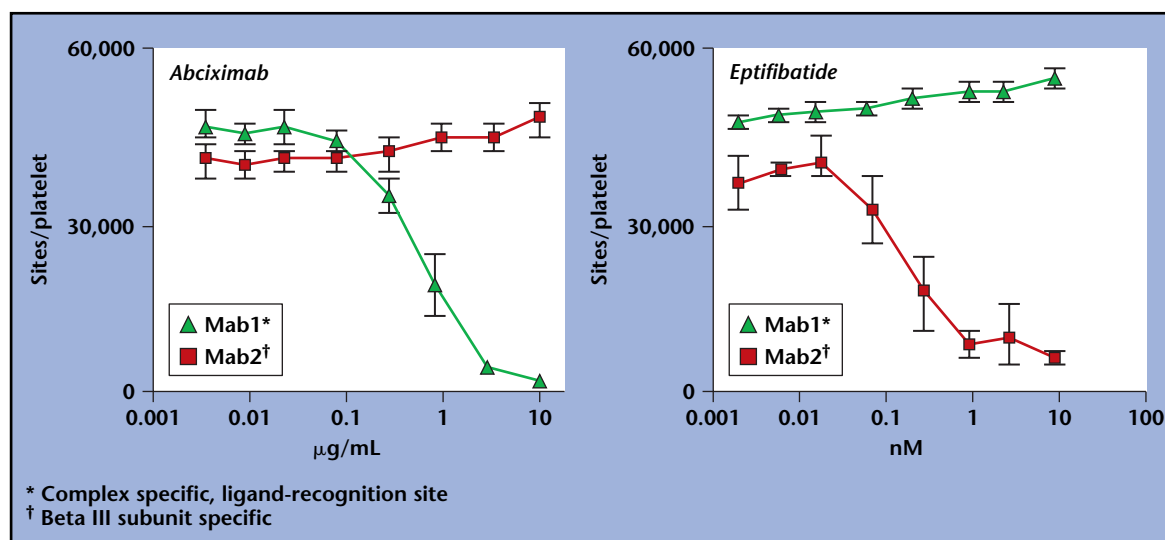 60,000
Abciximab
30,000
0
Sites/platelet
Mab1*
Mab2†
0.001
0.01
0.1
1
10
μg/mL
60,000
Eptifibatide
30,000
0
Sites/platelet
Mab1*
Mab2†
0.001
0.01
0.1
1
10
100
nM
* Complex specific, ligand-recognition site
† Beta III subunit specific